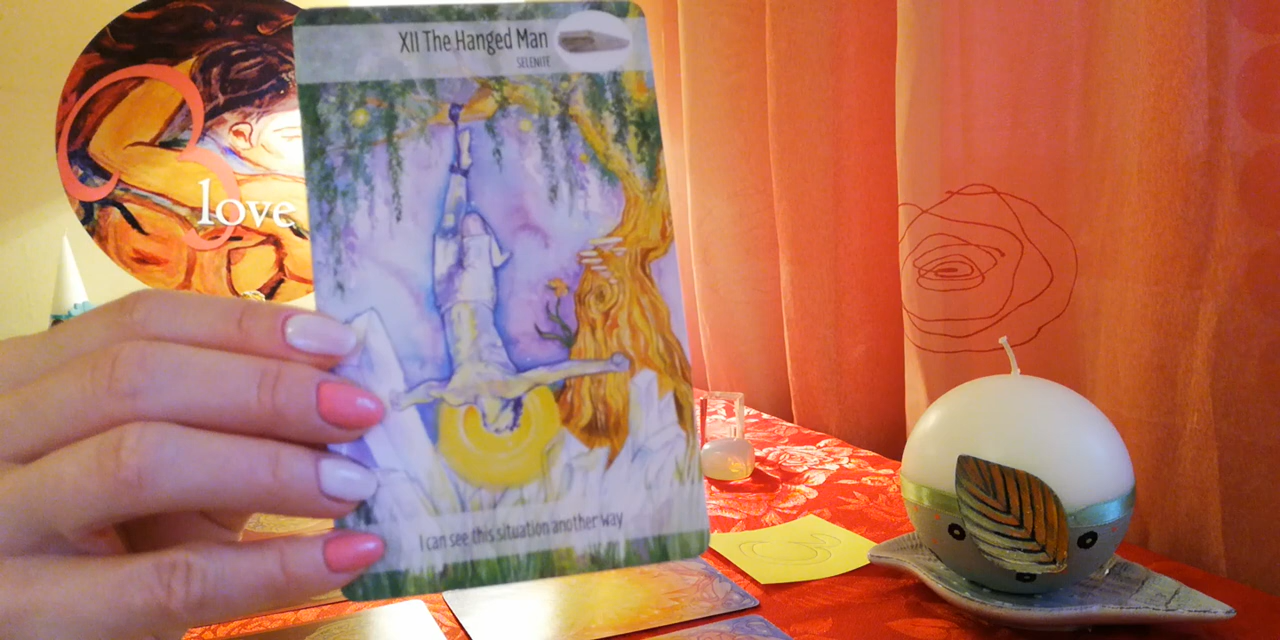 XII The Hanged Man
SELENITE
love
I can see this situation another way